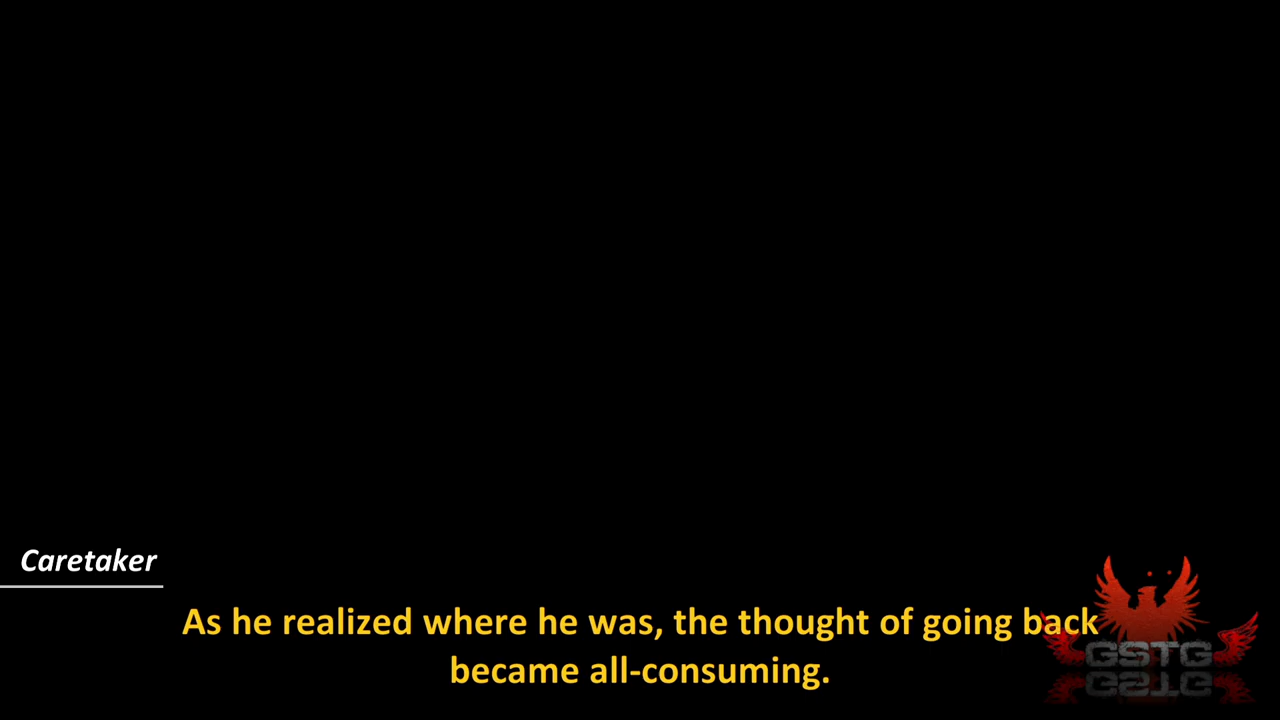 Caretaker
As he realized where he was, the thought of going back
became all-consuming.
GSTG